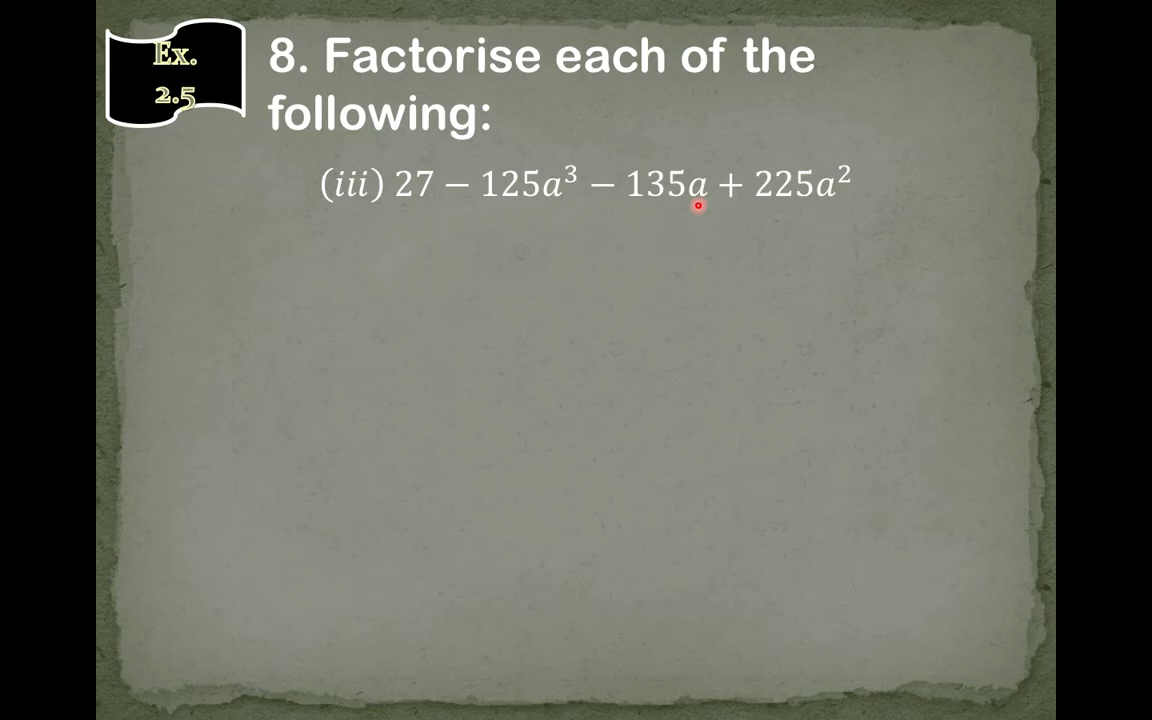 Ex.
2.5
8. Factorise each of the
following:
(iii) 27 − 125a³ − 135a + 225a²